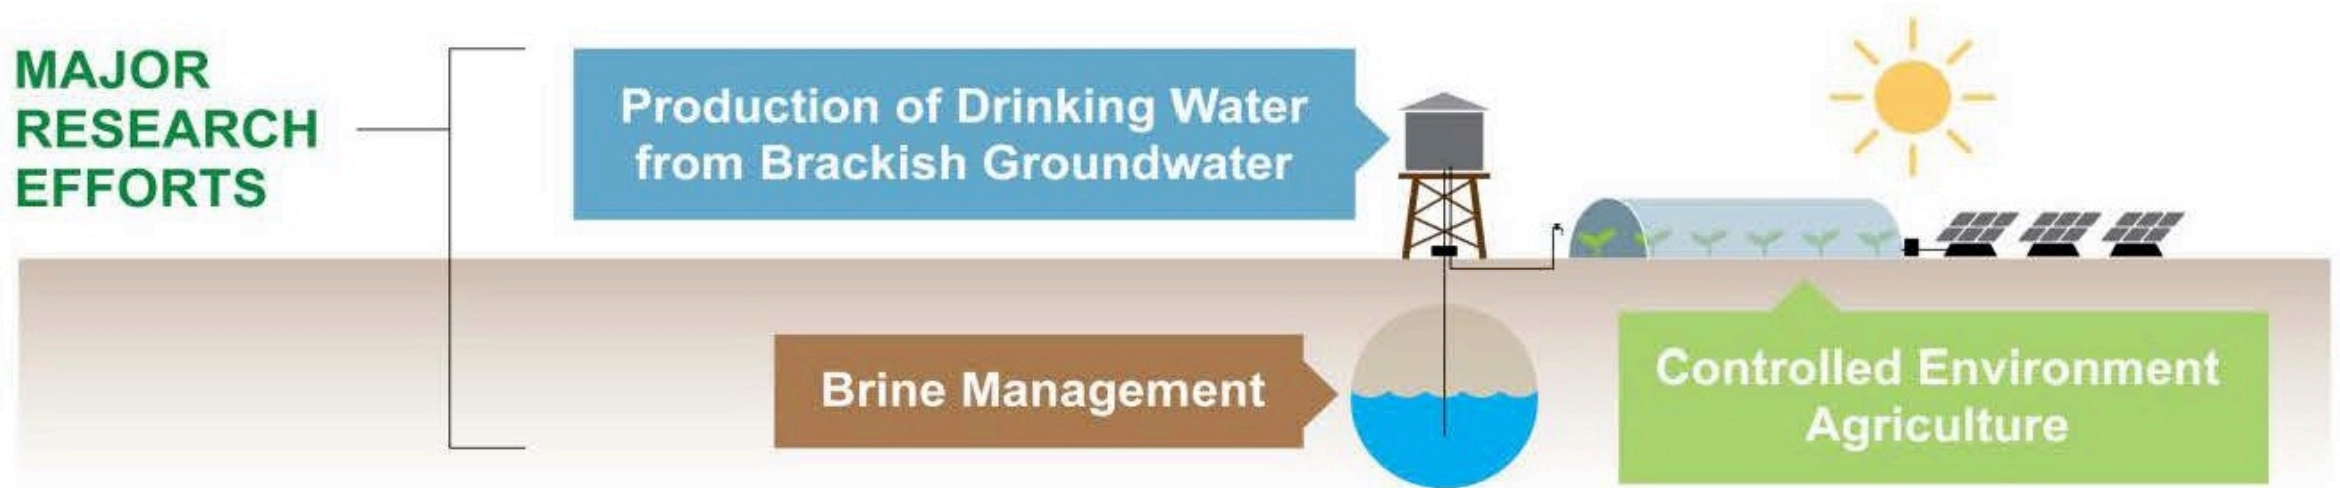 MAJOR
RESEARCH
EFFORTS
Production of Drinking Water
from Brackish Groundwater
Brine Management
Controlled Environment
Agriculture